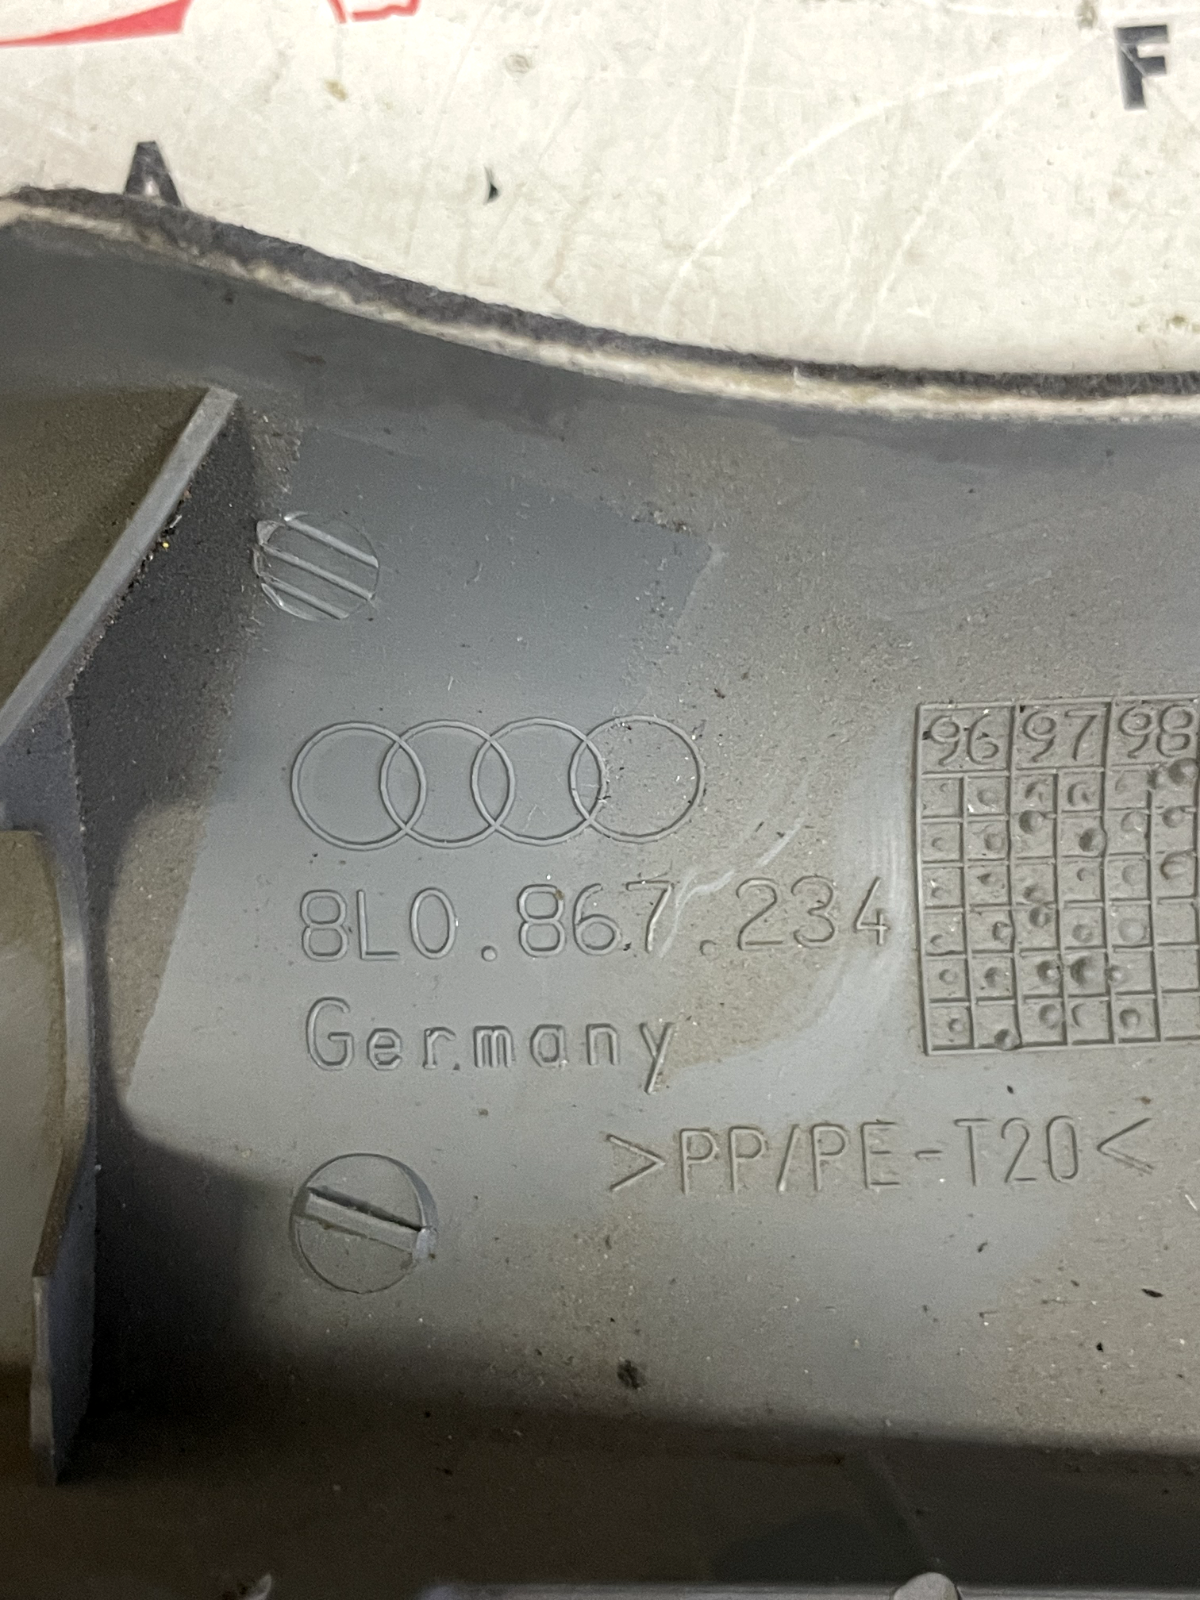 F
A
96 97 98
8L0.867.234
Germany
>PP/PE-T20<